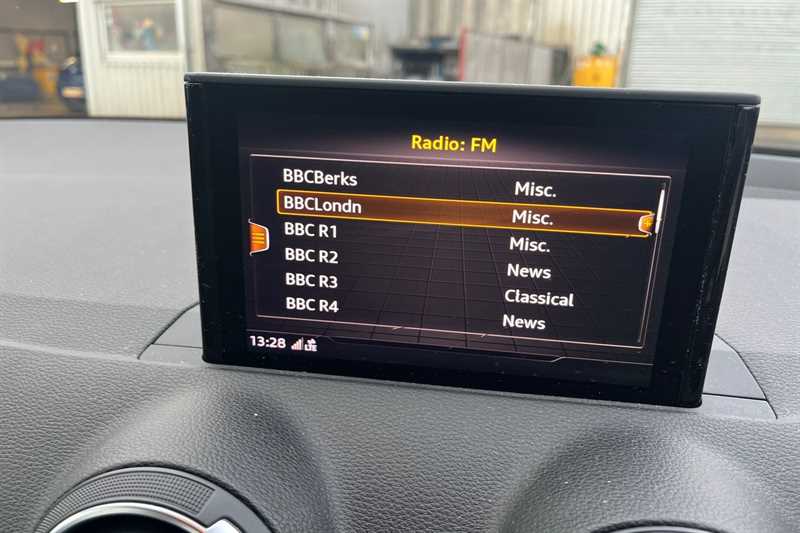 Radio: FM
BBCBerks Misc.
BBCLondn Misc.
BBC R1 Misc.
BBC R2 News
BBC R3 Classical
BBC R4 News
13:28 LTE